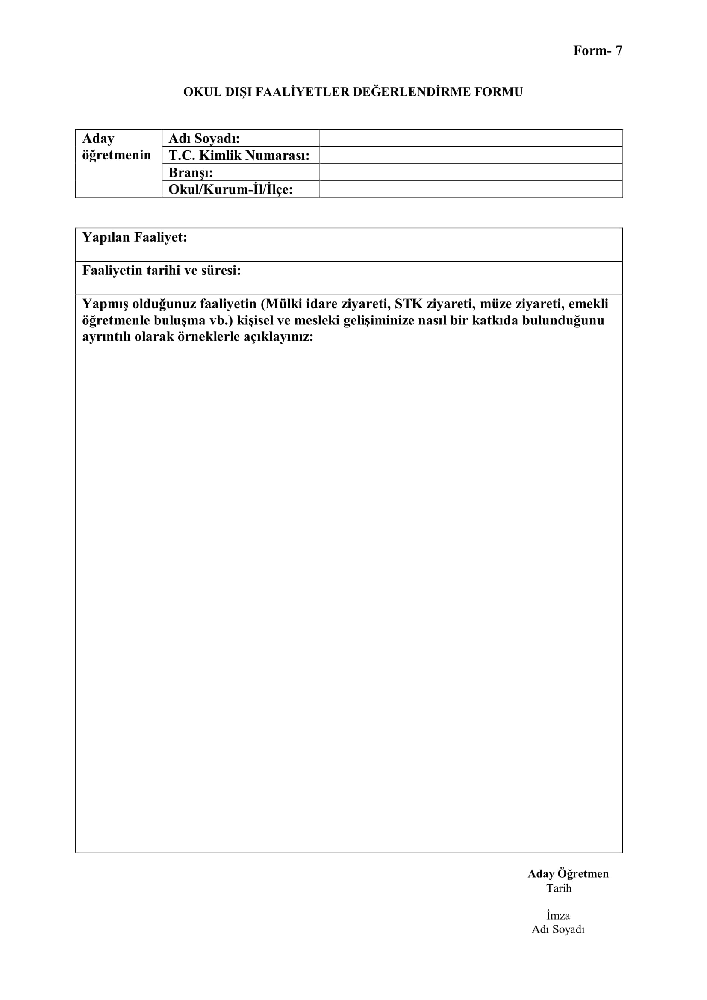 Form- 7
OKUL DIŞI FAALİYETLER DEĞERLENDİRME FORMU
Aday
öğretmenin
Adı Soyadı:
T.C. Kimlik Numarası:
Branşı:
Okul/Kurum-İl/İlçe:
Yapılan Faaliyet:
Faaliyetin tarihi ve süresi:
Yapmış olduğunuz faaliyetin (Mülki idare ziyareti, STK ziyareti, müze ziyareti, emekli
öğretmenle buluşma vb.) kişisel ve mesleki gelişiminize nasıl bir katkıda bulunduğunu
ayrıntılı olarak örneklerle açıklayınız:
Aday Öğretmen
Tarih
İmza
Adı Soyadı